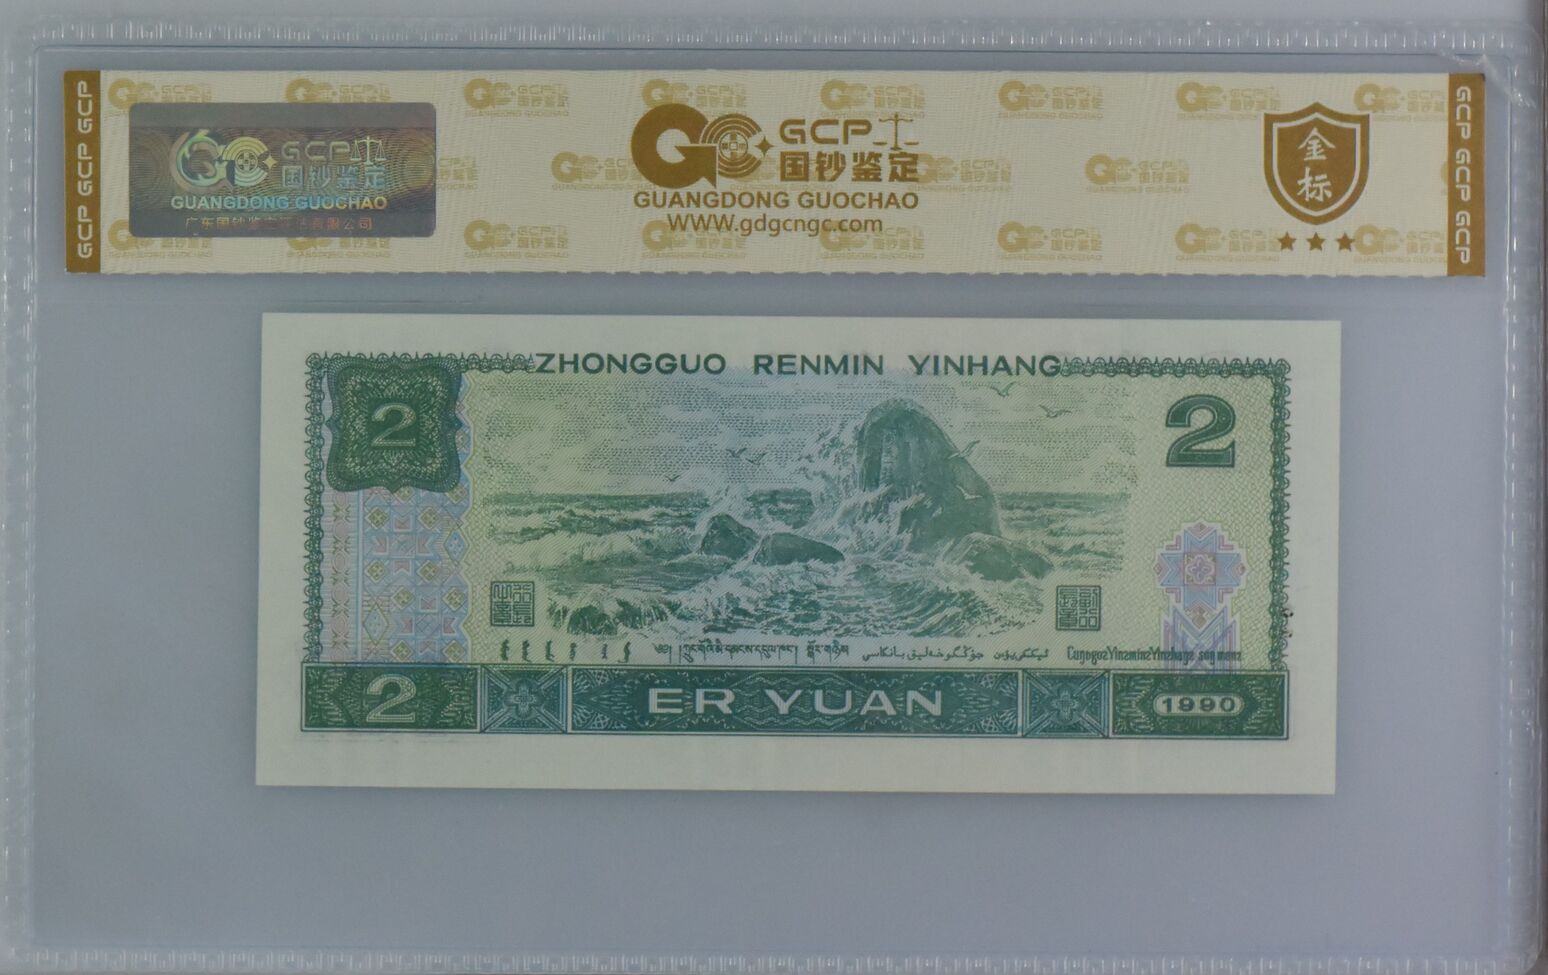 GCP GCP GCP
GCP
国钞鉴定
GUANGDONG GUOCHAO
GCP
国钞鉴定
GUANGDONG GUOCHAO
WWW.gdgcngc.com
金标
GCP GCP GCP
ZHONGGUO RENMIN YINHANG
2
2
2
ER YUAN
1990